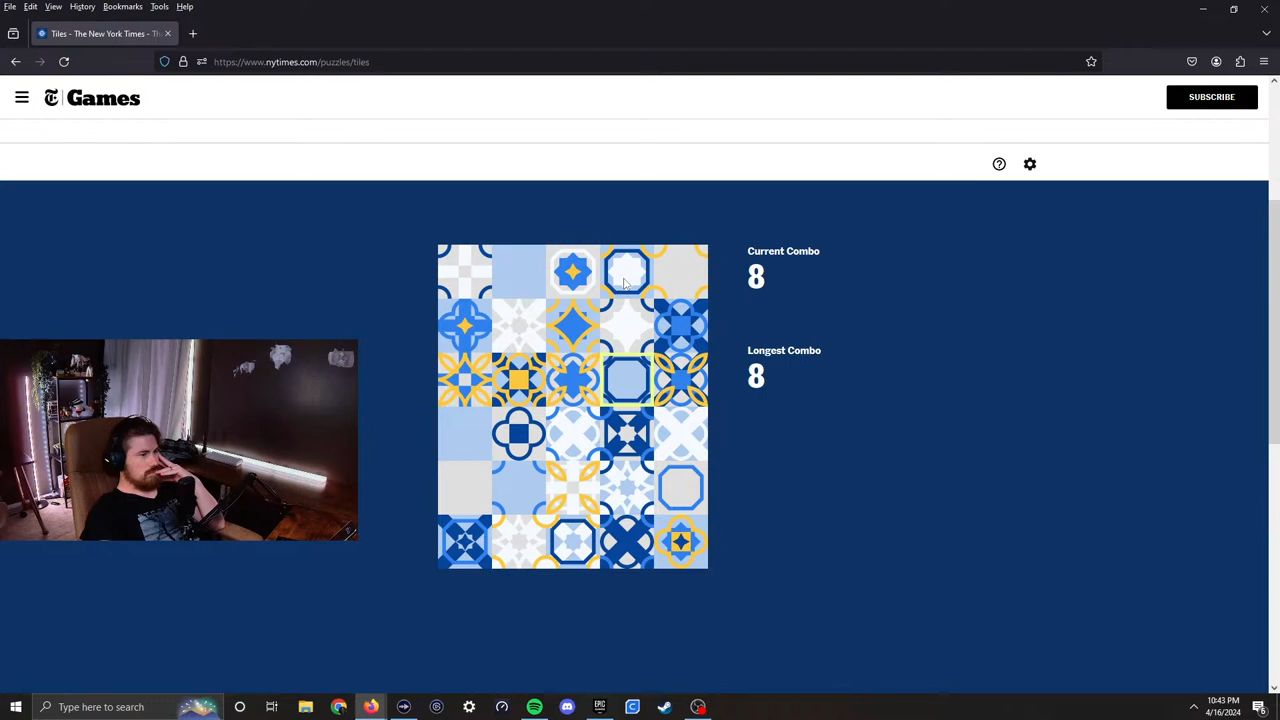 File Edit View History Bookmarks Tools Help
Tiles - The New York Times - Th
https://www.nytimes.com/puzzles/tiles
Games
SUBSCRIBE
Current Combo
8
Longest Combo
8
Type here to search
10:43 PM
4/16/2024